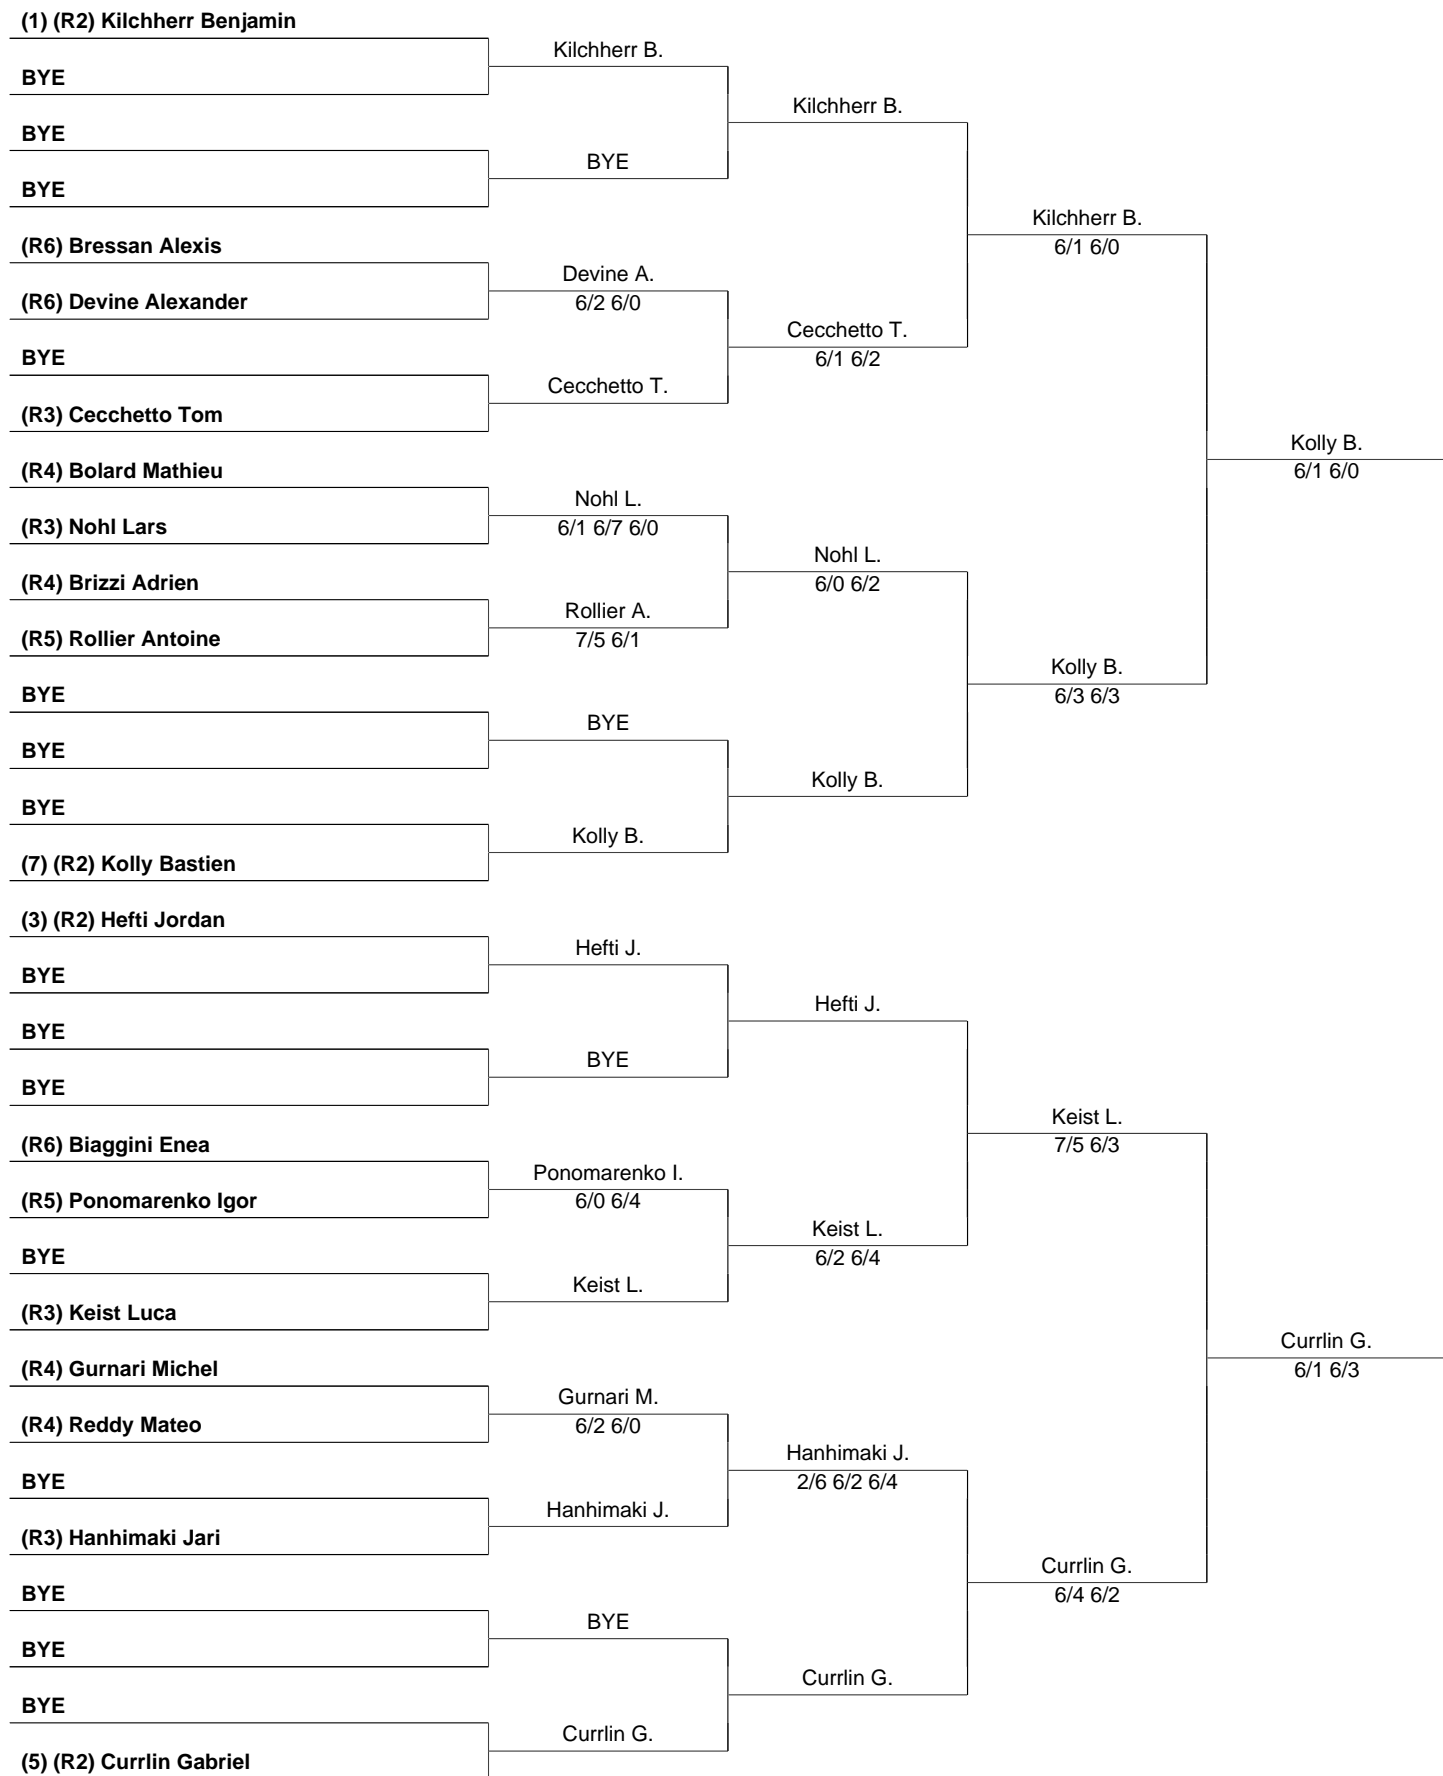 (1) (R2) Kilchherr Benjamin
Kilchherr B.
BYE
Kilchherr B.
BYE
BYE
BYE
Kilchherr B.
(R6) Bressan Alexis
6/1 6/0
Devine A.
(R6) Devine Alexander
6/2 6/0
Cecchetto T.
BYE
6/1 6/2
Cecchetto T.
(R3) Cecchetto Tom
Kolly B.
(R4) Bolard Mathieu
6/1 6/0
Nohl L.
(R3) Nohl Lars
6/1 6/7 6/0
Nohl L.
(R4) Brizzi Adrien
6/0 6/2
Rollier A.
(R5) Rollier Antoine
7/5 6/1
Kolly B.
BYE
6/3 6/3
BYE
BYE
Kolly B.
BYE
Kolly B.
(7) (R2) Kolly Bastien
(3) (R2) Hefti Jordan
Hefti J.
BYE
Hefti J.
BYE
BYE
BYE
Keist L.
(R6) Biaggini Enea
7/5 6/3
Ponomarenko I.
(R5) Ponomarenko Igor
6/0 6/4
Keist L.
BYE
6/2 6/4
Keist L.
(R3) Keist Luca
Currlin G.
(R4) Gurnari Michel
6/1 6/3
Gurnari M.
(R4) Reddy Mateo
6/2 6/0
Hanhimaki J.
BYE
2/6 6/2 6/4
Hanhimaki J.
(R3) Hanhimaki Jari
Currlin G.
BYE
6/4 6/2
BYE
BYE
Currlin G.
BYE
Currlin G.
(5) (R2) Currlin Gabriel